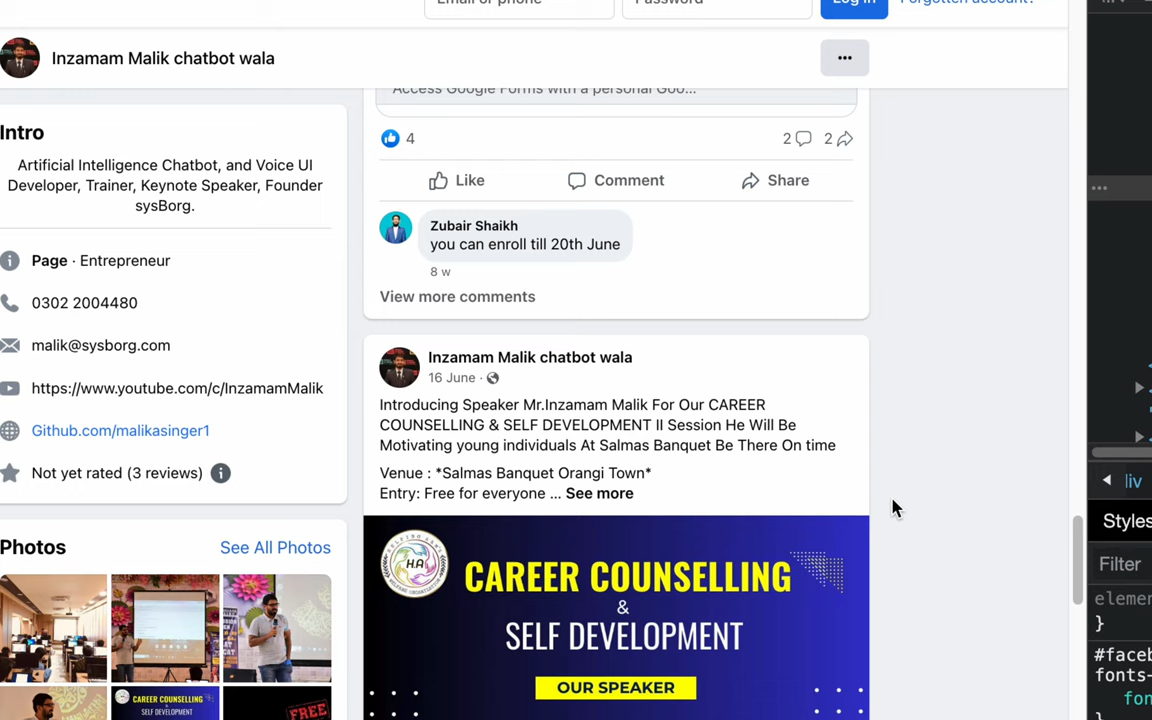 Email or phone
Password
Log in
Forgotten account?
Inzamam Malik chatbot wala
Intro
Artificial Intelligence Chatbot, and Voice UI
Developer, Trainer, Keynote Speaker, Founder
sysBorg.
Page · Entrepreneur
0302 2004480
malik@sysborg.com
https://www.youtube.com/c/InzamamMalik
Github.com/malikasinger1
Not yet rated (3 reviews)
Photos
See All Photos
CAREER COUNSELLING
SELF DEVELOPMENT
FREE
Access Google Forms with a personal Goo...
4
2
2
Like
Comment
Share
Zubair Shaikh
you can enroll till 20th June
8 w
View more comments
Inzamam Malik chatbot wala
16 June ·
Introducing Speaker Mr.Inzamam Malik For Our CAREER
COUNSELLING & SELF DEVELOPMENT II Session He Will Be
Motivating young individuals At Salmas Banquet Be There On time
Venue : *Salmas Banquet Orangi Town*
Entry: Free for everyone ... See more
H.A
CAREER COUNSELLING
&
SELF DEVELOPMENT
OUR SPEAKER
div
Styles
Filter
elemen
}
#faceb
fonts-
fon